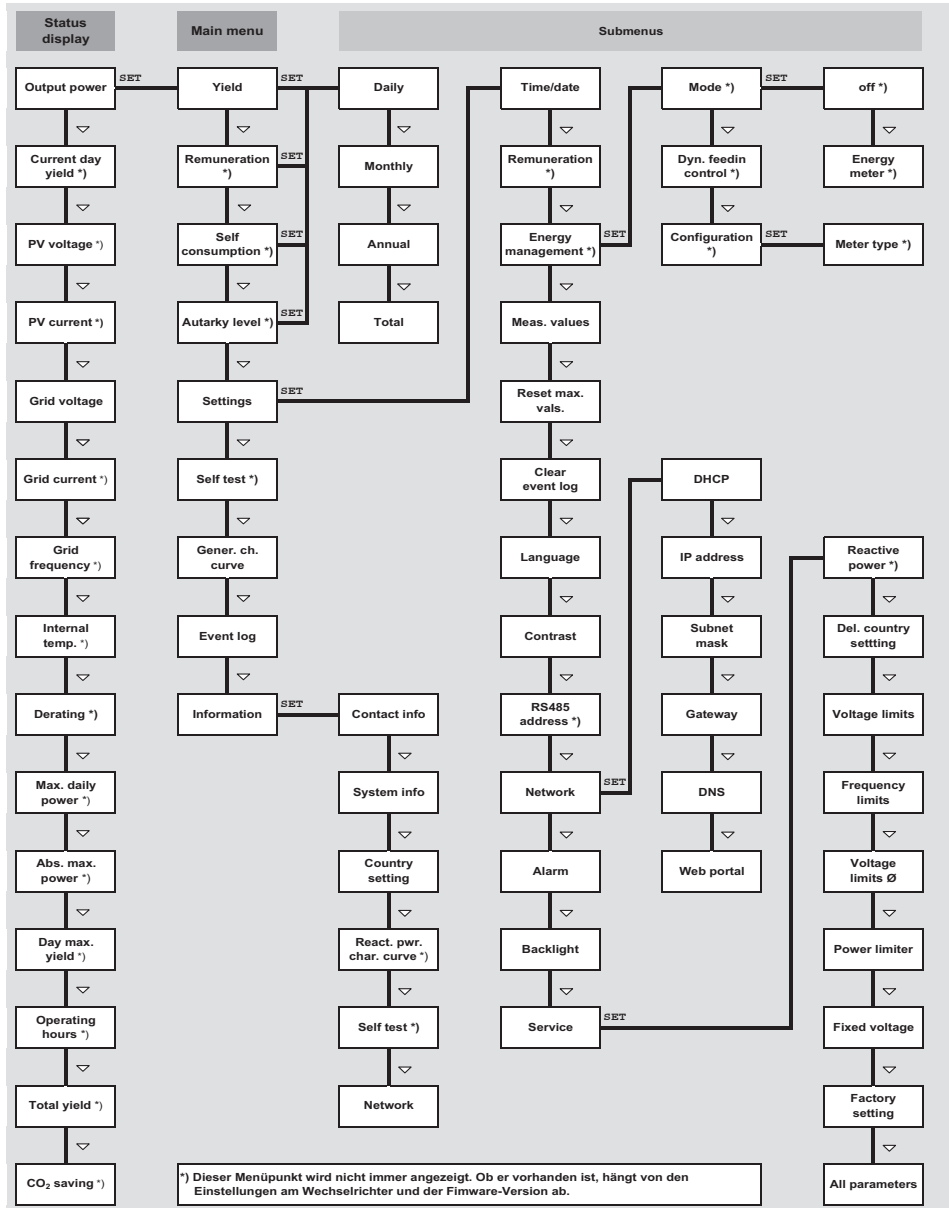 Status
display
Main menu
Submenus
Output power
SET
Yield
SET
Daily
Time/date
Mode *)
SET
off *)
Current day
yield *)
Remuneration
*)
SET
Monthly
Remuneration
*)
Dyn. feedin
control *)
Energy
meter *)
PV voltage *)
Self
consumption *)
SET
Annual
Energy
management *)
SET
Configuration
*)
SET
Meter type *)
PV current *)
Autarky level *)
SET
Total
Meas. values
Grid voltage
Settings
SET
Reset max.
vals.
Grid current *)
Self test *)
Clear
event log
DHCP
Grid
frequency *)
Gener. ch.
curve
Language
IP address
Reactive
power *)
Internal
temp. *)
Event log
Contrast
Subnet
mask
Del. country
settting
Derating *)
Information
SET
Contact info
RS485
address *)
Gateway
Voltage limits
Max. daily
power *)
System info
Network
SET
DNS
Frequency
limits
Abs. max.
power *)
Country
setting
Alarm
Web portal
Voltage
limits Ø
Day max.
yield *)
React. pwr.
char. curve *)
Backlight
Power limiter
Operating
hours *)
Self test *)
Service
SET
Fixed voltage
Total yield *)
Network
Factory
setting
CO₂ saving *)
*) Dieser Menüpunkt wird nicht immer angezeigt. Ob er vorhanden ist, hängt von den
Einstellungen am Wechselrichter und der Fimware-Version ab.
All parameters